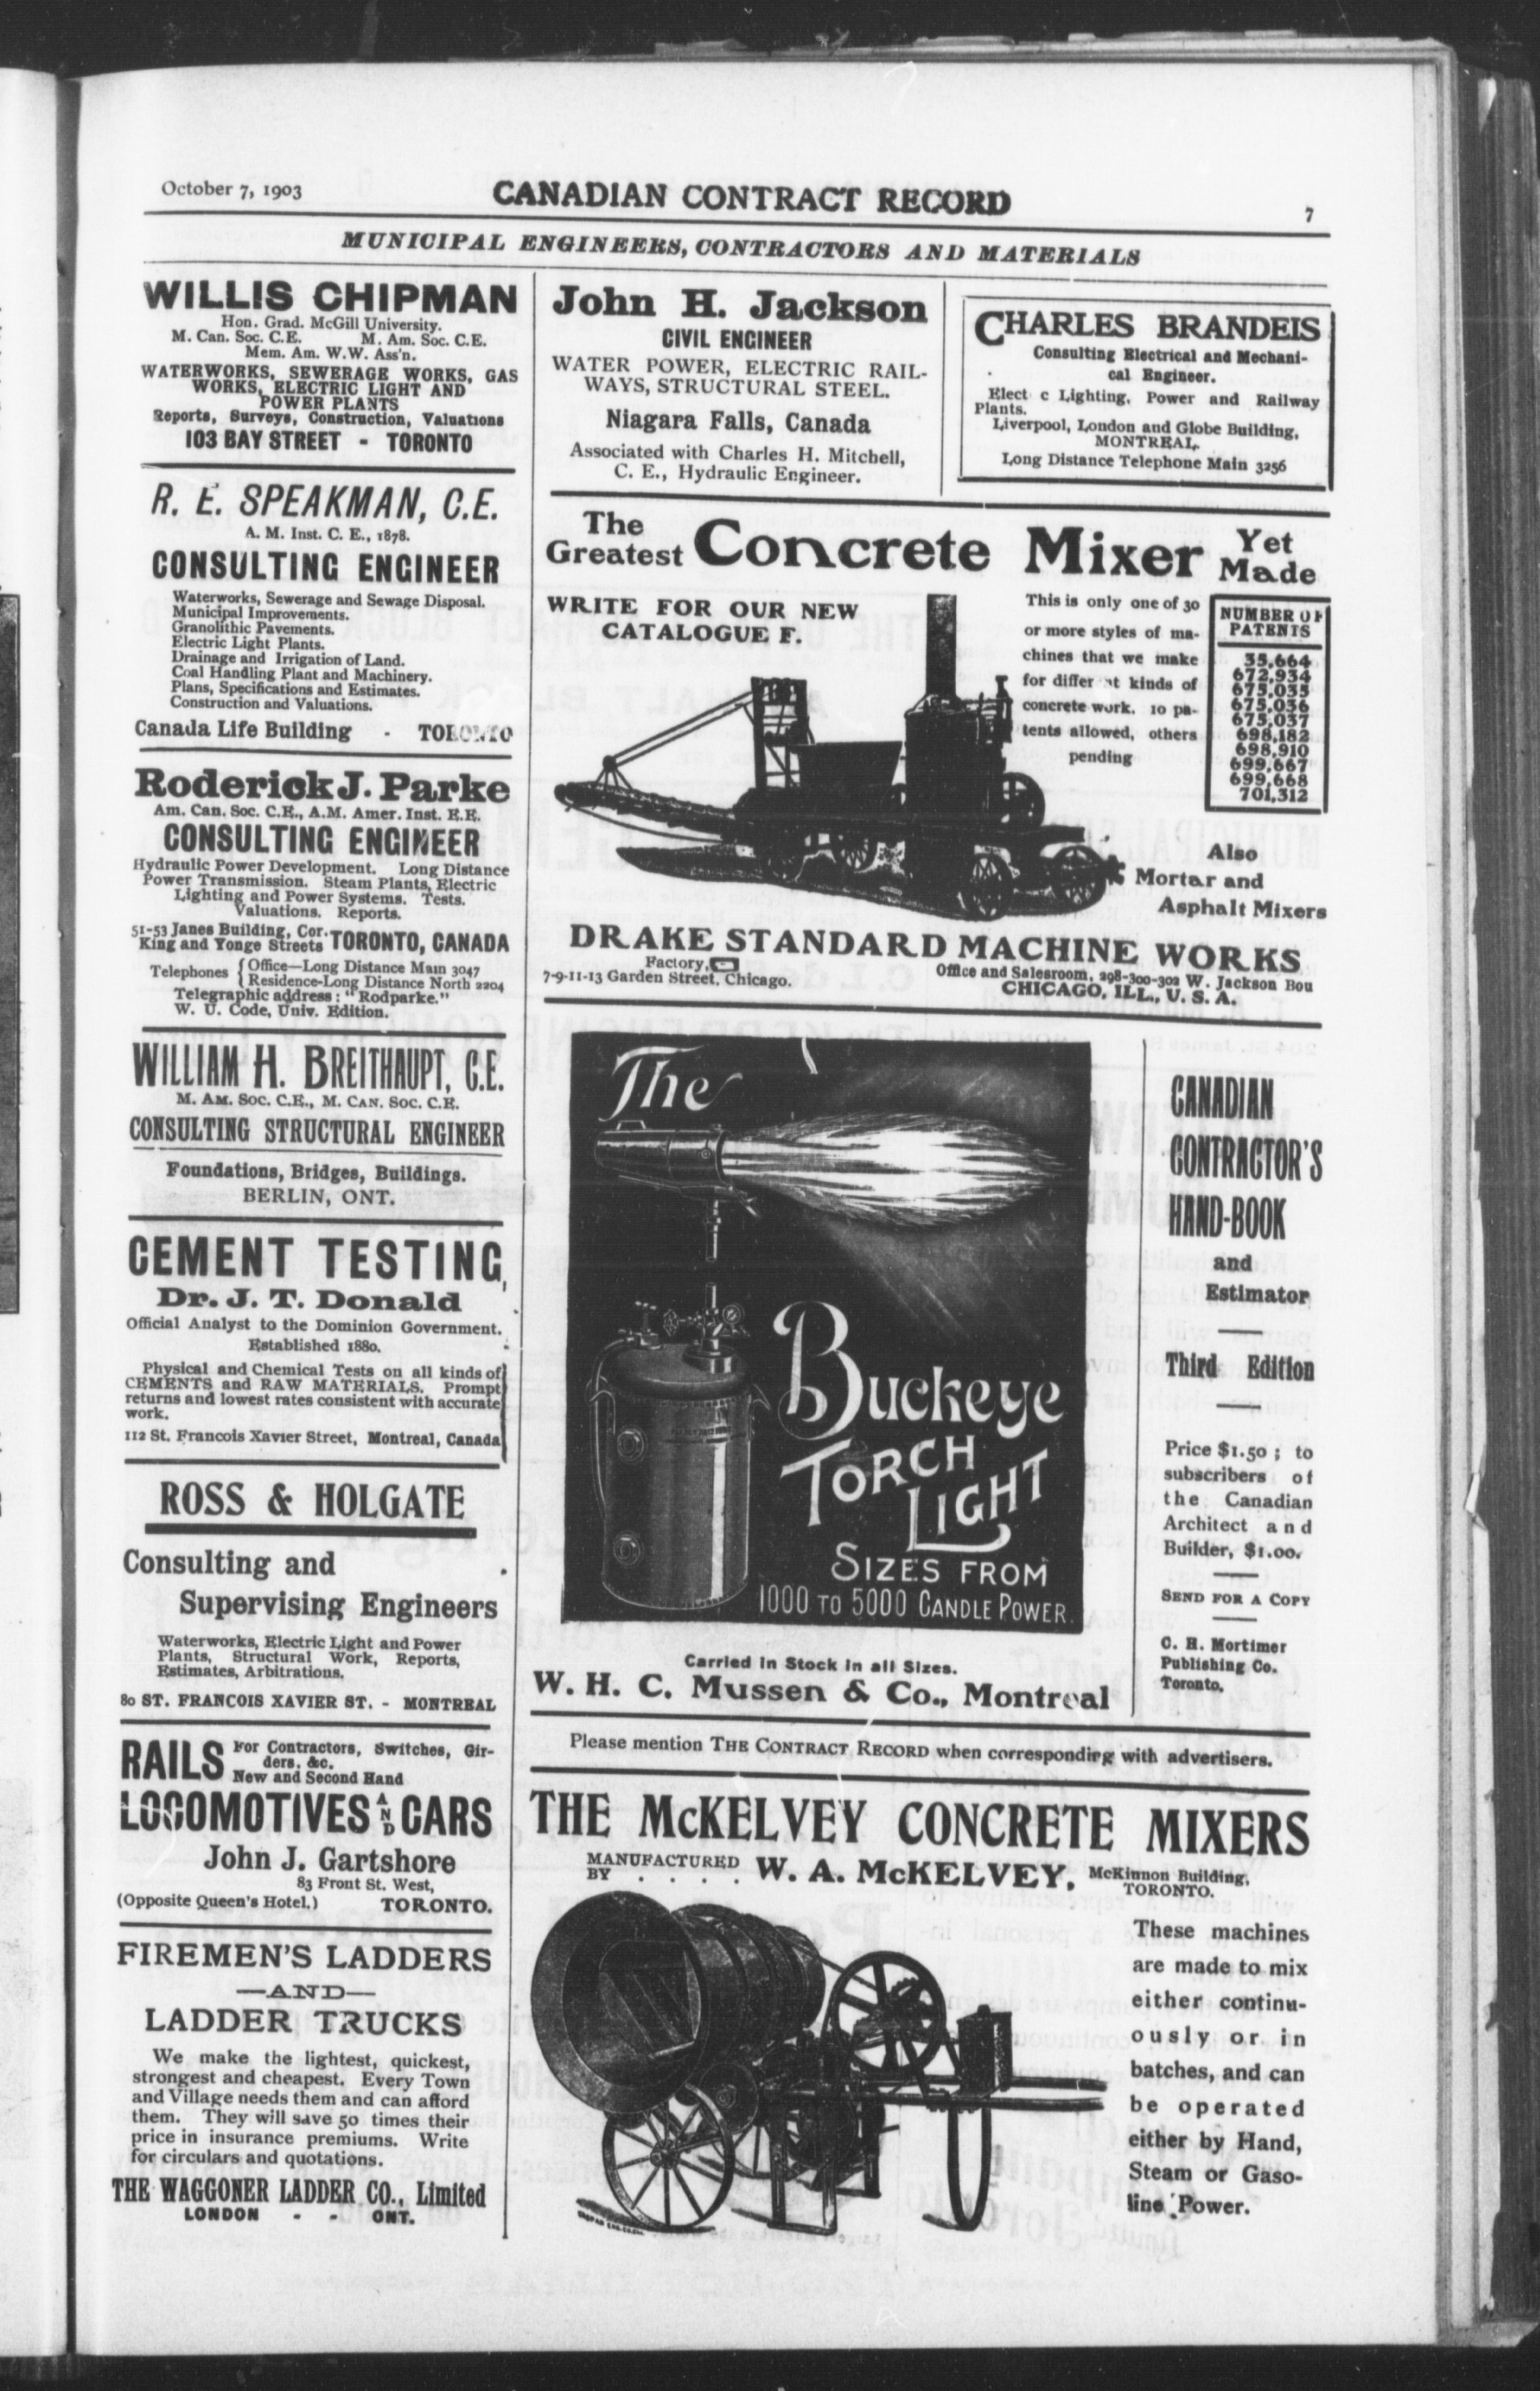 October 7, 1903
CANADIAN CONTRACT RECORD
7
MUNICIPAL ENGINEERS, CONTRACTORS AND MATERIALS
WILLIS CHIPMAN
Hon. Grad. McGill University.
M. Can. Soc. C.E. M. Am. Soc. C.E.
Mem. Am. W.W. Ass'n.
WATERWORKS, SEWERAGE WORKS, GAS
WORKS, ELECTRIC LIGHT AND
POWER PLANTS
Reports, Surveys, Construction, Valuations
103 BAY STREET - TORONTO
R. E. SPEAKMAN, C.E.
A. M. Inst. C. E., 1878.
CONSULTING ENGINEER
Waterworks, Sewerage and Sewage Disposal.
Municipal Improvements.
Granolithic Pavements.
Electric Light Plants.
Drainage and Irrigation of Land.
Coal Handling Plant and Machinery.
Plans, Specifications and Estimates.
Construction and Valuations.
Canada Life Building - TORONTO
Roderick J. Parke
Am. Can. Soc. C.E., A.M. Amer. Inst. E.E.
CONSULTING ENGINEER
Hydraulic Power Development. Long Distance
Power Transmission. Steam Plants, Electric
Lighting and Power Systems. Tests.
Valuations. Reports.
51-53 Janes Building, Cor.
King and Yonge Streets TORONTO, CANADA
Telephones { Office—Long Distance Main 3047
Residence-Long Distance North 2204
Telegraphic address: "Rodparke."
W. U. Code, Univ. Edition.
WILLIAM H. BREITHAUPT, C.E.
M. AM. SOC. C.E., M. CAN. SOC. C.E.
CONSULTING STRUCTURAL ENGINEER
Foundations, Bridges, Buildings.
BERLIN, ONT.
CEMENT TESTING,
Dr. J. T. Donald
Official Analyst to the Dominion Government.
Established 1880.
Physical and Chemical Tests on all kinds of
CEMENTS and RAW MATERIALS. Prompt
returns and lowest rates consistent with accurate
work.
112 St. Francois Xavier Street, Montreal, Canada
ROSS & HOLGATE
Consulting and
Supervising Engineers
Waterworks, Electric Light and Power
Plants, Structural Work, Reports,
Estimates, Arbitrations.
80 ST. FRANCOIS XAVIER ST. - MONTREAL
RAILS For Contractors, Switches, Gir-
ders, &c.
New and Second Hand
LOCOMOTIVES AND CARS
John J. Gartshore
83 Front St. West,
(Opposite Queen's Hotel.) TORONTO.
FIREMEN'S LADDERS
—AND—
LADDER TRUCKS
We make the lightest, quickest,
strongest and cheapest. Every Town
and Village needs them and can afford
them. They will save 50 times their
price in insurance premiums. Write
for circulars and quotations.
THE WAGGONER LADDER CO., Limited
LONDON - - ONT.
John H. Jackson
CIVIL ENGINEER
WATER POWER, ELECTRIC RAIL-
WAYS, STRUCTURAL STEEL.
Niagara Falls, Canada
Associated with Charles H. Mitchell,
C. E., Hydraulic Engineer.
CHARLES BRANDEIS
Consulting Electrical and Mechani-
cal Engineer.
Elect c Lighting, Power and Railway
Plants.
Liverpool, London and Globe Building,
MONTREAL.
Long Distance Telephone Main 3256
The Greatest Concrete Mixer Yet Made
WRITE FOR OUR NEW
CATALOGUE F.
This is only one of 30
or more styles of ma-
chines that we make
for differ nt kinds of
concrete work. 10 pa-
tents allowed, others
pending
NUMBER OF
PATENTS
35,664
672,934
675,035
675,036
675,037
698,182
698,910
699,667
699,668
701,312
Also
Mortar and
Asphalt Mixers
DRAKE STANDARD MACHINE WORKS
Factory,
7-9-11-13 Garden Street, Chicago.
Office and Salesroom, 298-300-302 W. Jackson Bou
CHICAGO, ILL., U. S. A.
The
Buckeye
TORCH
LIGHT
SIZES FROM
1000 TO 5000 CANDLE POWER.
Carried in Stock in all Sizes.
W. H. C. Mussen & Co., Montreal
CANADIAN
CONTRACTOR'S
HAND-BOOK
and
Estimator
Third Edition
Price $1.50; to
subscribers of
the Canadian
Architect and
Builder, $1.00.
SEND FOR A COPY
C. H. Mortimer
Publishing Co.
Toronto.
Please mention THE CONTRACT RECORD when corresponding with advertisers.
THE McKELVEY CONCRETE MIXERS
MANUFACTURED
BY . . . . W. A. McKELVEY, McKinnon Building,
TORONTO.
These machines
are made to mix
either continu-
ously or in
batches, and can
be operated
either by Hand,
Steam or Gaso-
line Power.